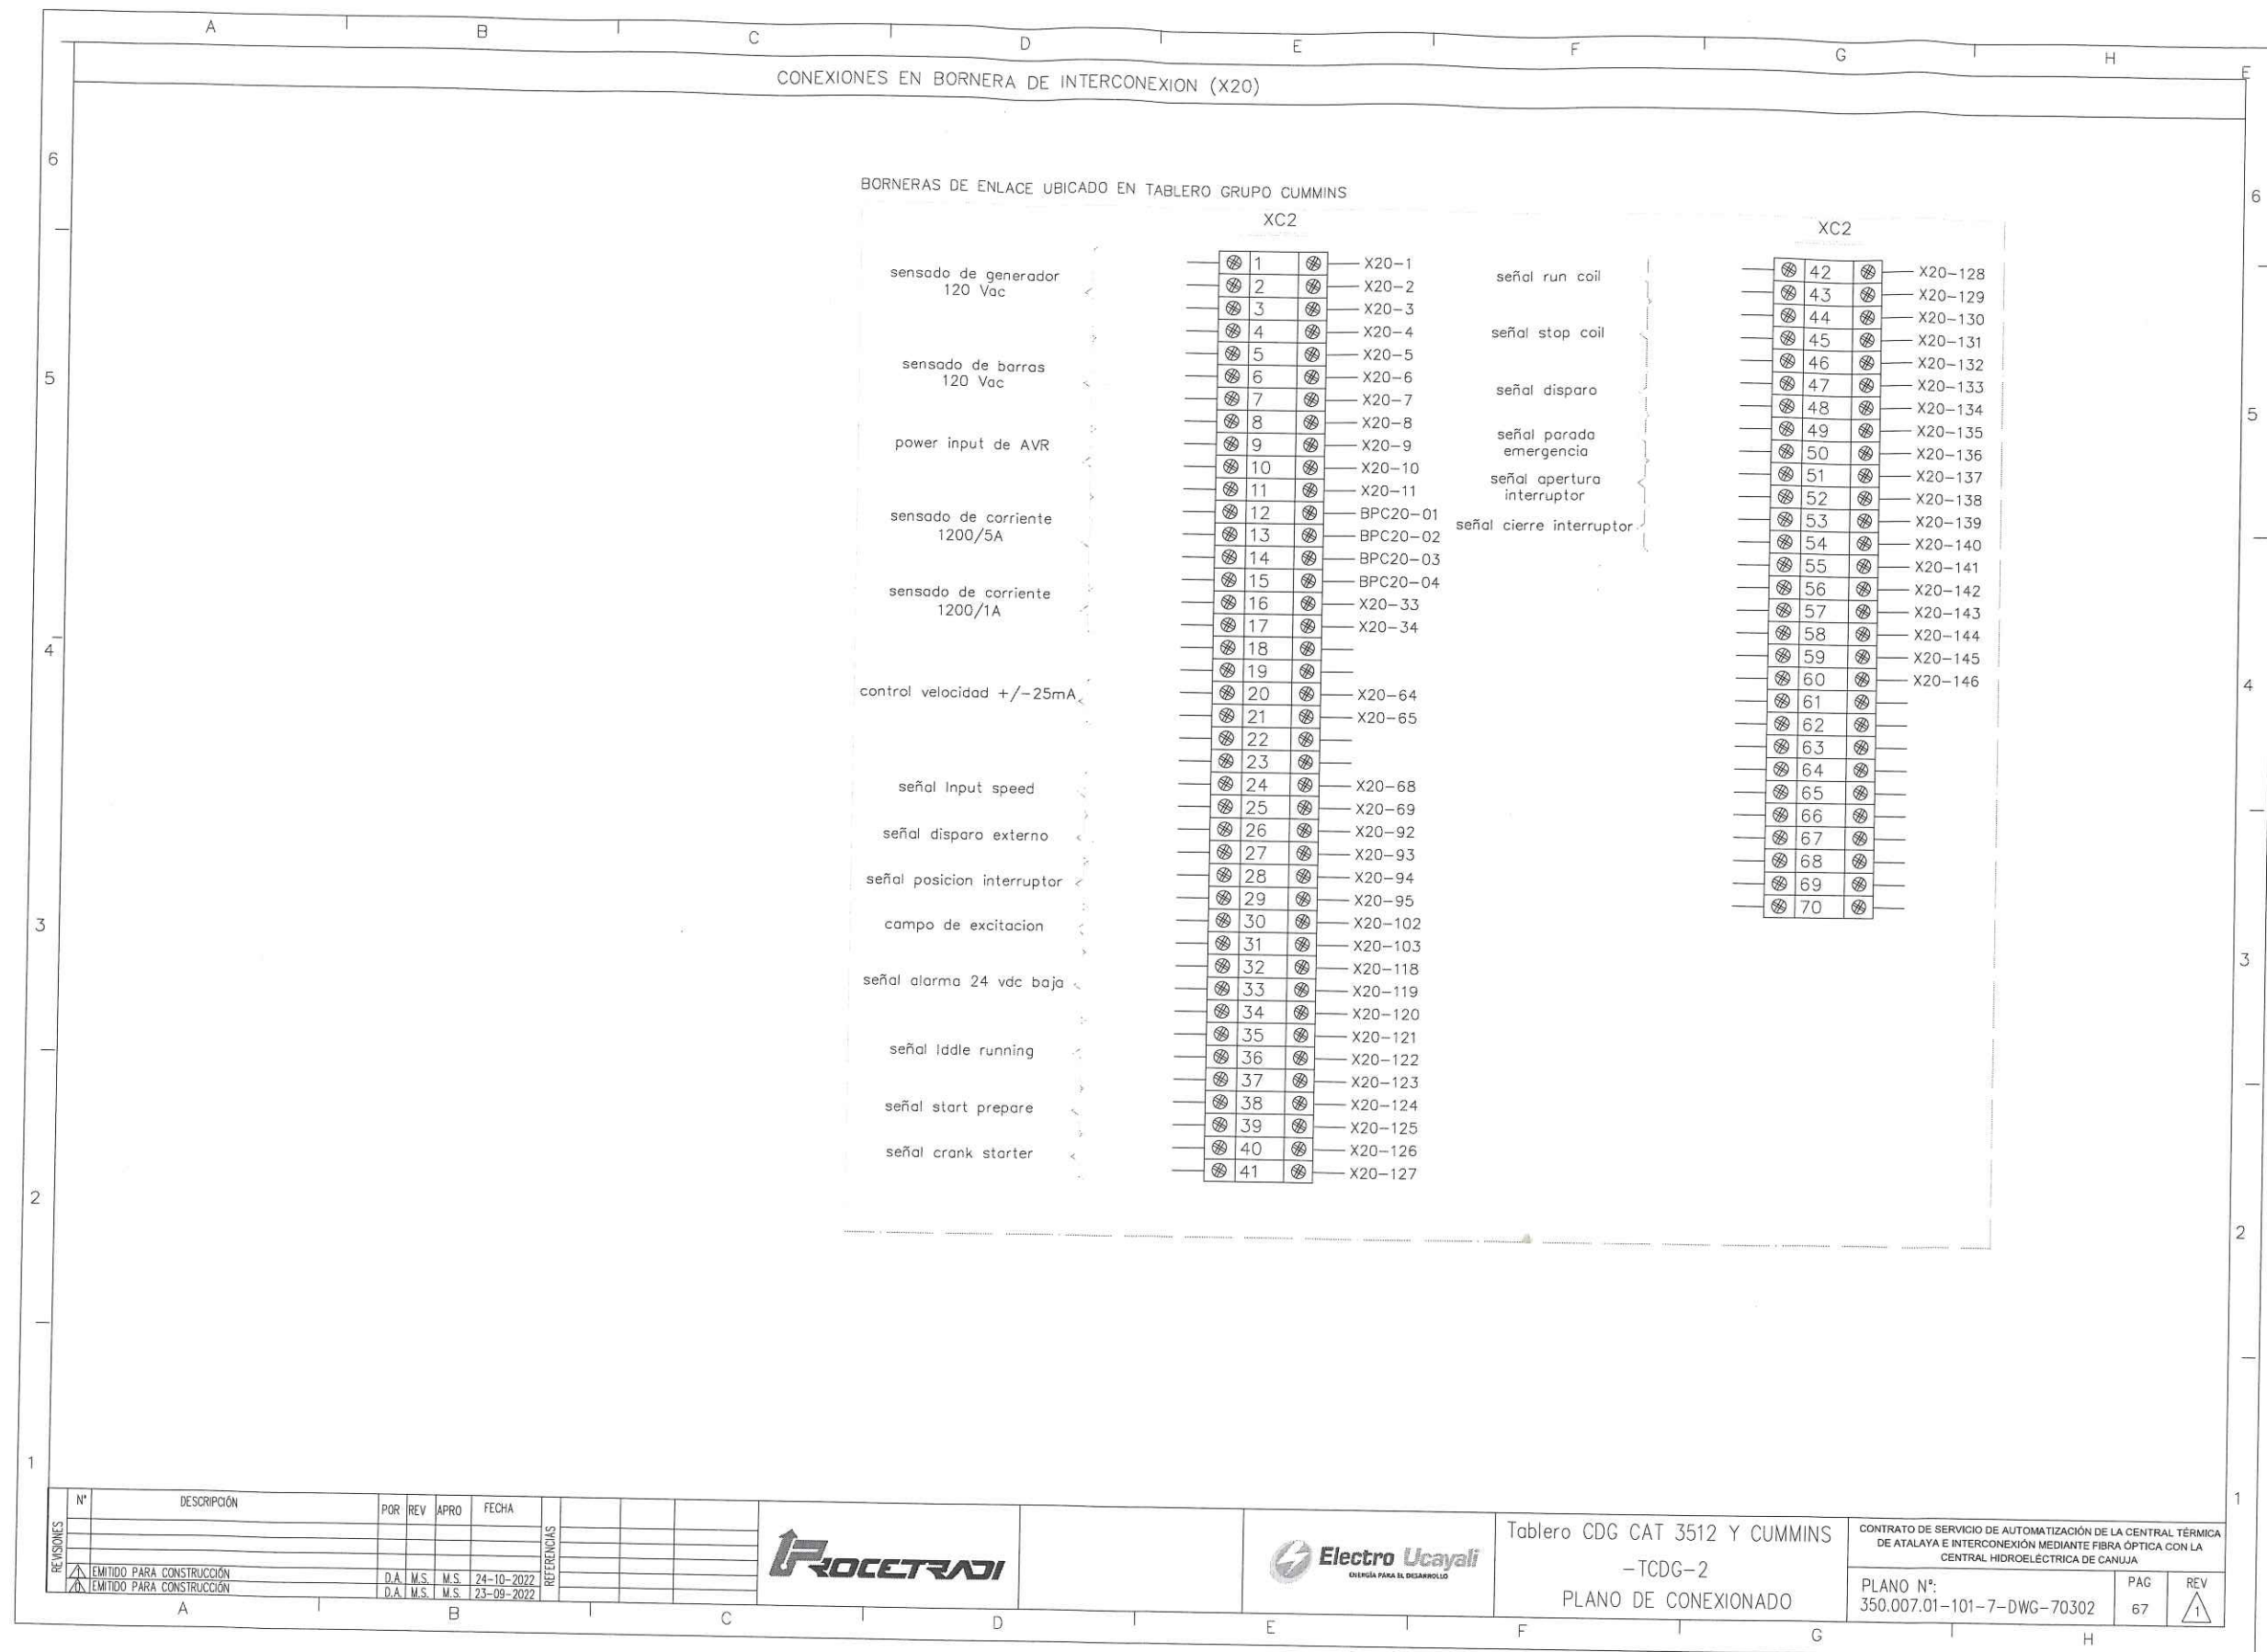 A B C D E F G H
CONEXIONES EN BORNERA DE INTERCONEXION (X20)
E
6
5
4
3
2
1
BORNERAS DE ENLACE UBICADO EN TABLERO GRUPO CUMMINS
XC2
sensado de generador
120 Vac
sensado de barras
120 Vac
power input de AVR
sensado de corriente
1200/5A
sensado de corriente
1200/1A
control velocidad +/-25mA
señal Input speed
señal disparo externo
señal posicion interruptor
campo de excitacion
señal alarma 24 vdc baja
señal Iddle running
señal start prepare
señal crank starter
1 X20-1
2 X20-2
3 X20-3
4 X20-4
5 X20-5
6 X20-6
7 X20-7
8 X20-8
9 X20-9
10 X20-10
11 X20-11
12 BPC20-01
13 BPC20-02
14 BPC20-03
15 BPC20-04
16 X20-33
17 X20-34
18
19
20 X20-64
21 X20-65
22
23
24 X20-68
25 X20-69
26 X20-92
27 X20-93
28 X20-94
29 X20-95
30 X20-102
31 X20-103
32 X20-118
33 X20-119
34 X20-120
35 X20-121
36 X20-122
37 X20-123
38 X20-124
39 X20-125
40 X20-126
41 X20-127
XC2
señal run coil
señal stop coil
señal disparo
señal parada
emergencia
señal apertura
interruptor
señal cierre interruptor
42 X20-128
43 X20-129
44 X20-130
45 X20-131
46 X20-132
47 X20-133
48 X20-134
49 X20-135
50 X20-136
51 X20-137
52 X20-138
53 X20-139
54 X20-140
55 X20-141
56 X20-142
57 X20-143
58 X20-144
59 X20-145
60 X20-146
61
62
63
64
65
66
67
68
69
70
6
5
4
3
2
1
REVISIONES
N° DESCRIPCIÓN POR REV APRO FECHA
1 EMITIDO PARA CONSTRUCCIÓN D.A. M.S. M.S. 24-10-2022
EMITIDO PARA CONSTRUCCIÓN D.A. M.S. M.S. 23-09-2022
REFERENCIAS
PROCETRADI
Electro Ucayali
ENERGÍA PARA EL DESARROLLO
Tablero CDG CAT 3512 Y CUMMINS
-TCDG-2
PLANO DE CONEXIONADO
CONTRATO DE SERVICIO DE AUTOMATIZACIÓN DE LA CENTRAL TÉRMICA
DE ATALAYA E INTERCONEXIÓN MEDIANTE FIBRA ÓPTICA CON LA
CENTRAL HIDROELÉCTRICA DE CANUJA
PLANO N°:
350.007.01-101-7-DWG-70302
PAG
67
REV
1
A B C D E F G H